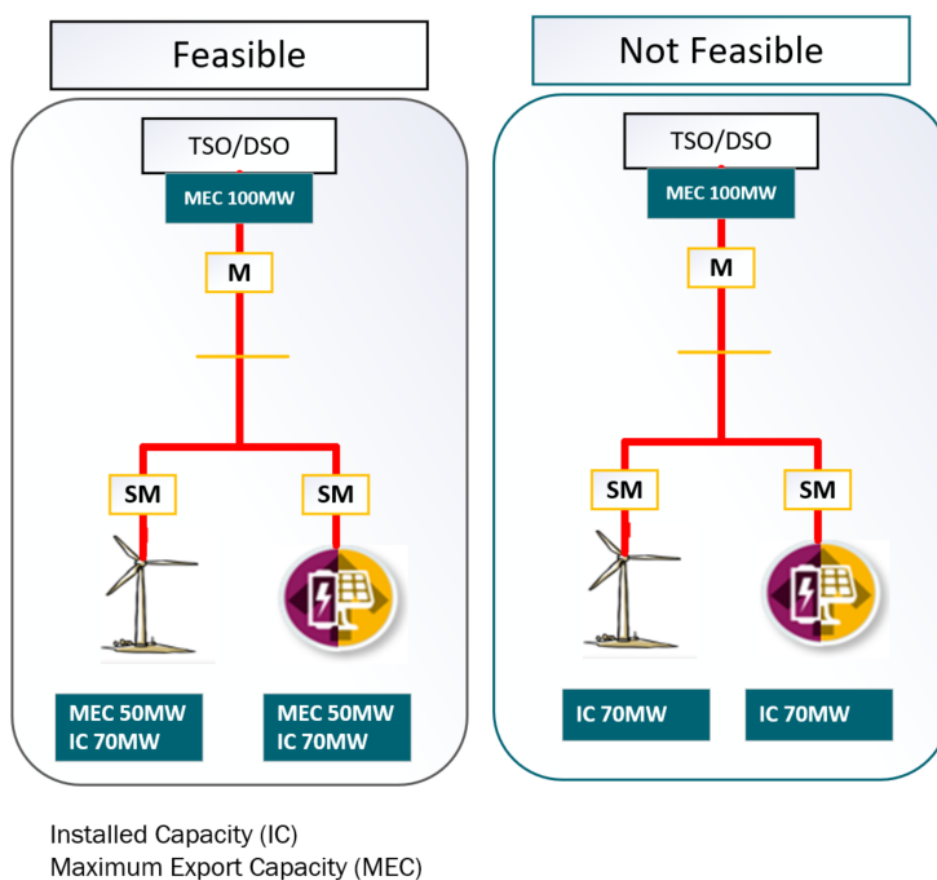 Feasible
TSO/DSO
MEC 100MW
M
SM
SM
MEC 50MW
IC 70MW
MEC 50MW
IC 70MW
Not Feasible
TSO/DSO
MEC 100MW
M
SM
SM
IC 70MW
IC 70MW
Installed Capacity (IC)
Maximum Export Capacity (MEC)